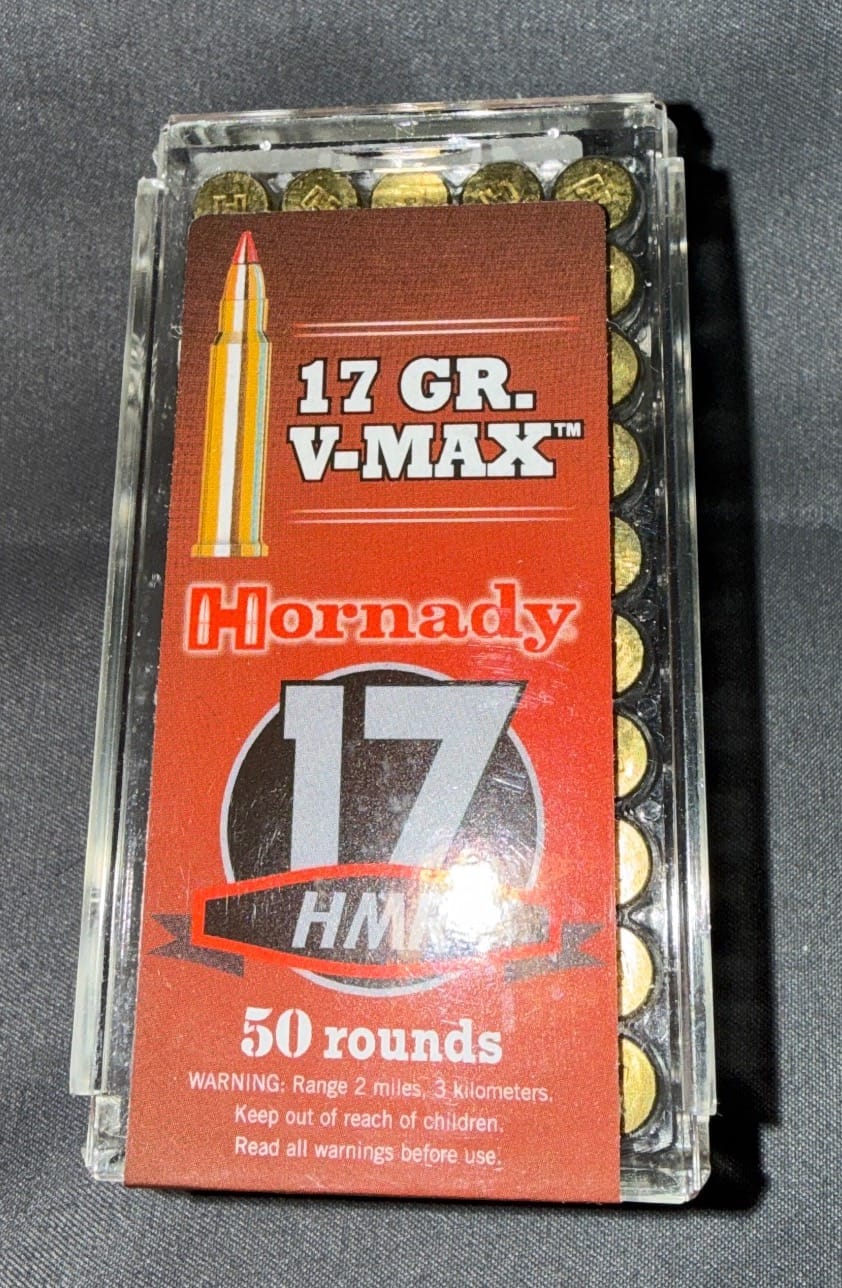 17 GR.
V-MAX™
Hornady
17
50 rounds
WARNING: Range 2 miles, 3 kilometers.
Keep out of reach of children.
Read all warnings before use.